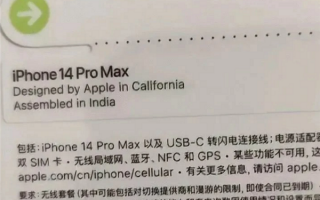 iPhone 14 Pro Max
Designed by Apple in California
Assembled in India
包括: iPhone 14 Pro Max 以及 USB-C 转闪电连接线; 电源适配器
双 SIM 卡・无线局域网、蓝牙、NFC 和 GPS・某些功能不可用, 这
apple.com/cn/iphone/cellular・有关更多信息, 请访问 apple
要求: 无线套餐 (其中可能包括对切换提供商和漫游的限制, 即使合同已到期)